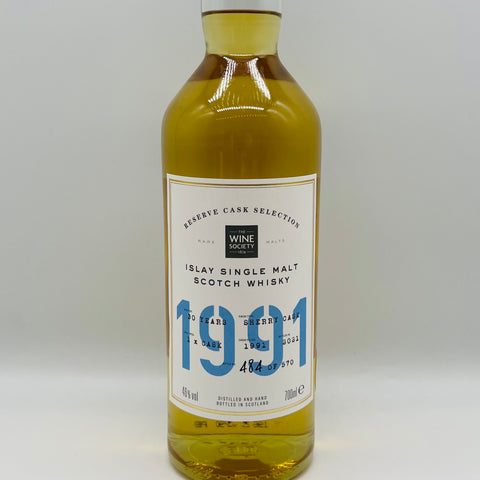 RESERVE CASK SELECTION
RARE MALTS
THE
WINE
SOCIETY
1874
ISLAY SINGLE MALT
SCOTCH WHISKY
1991
30 YEARS SHERRY CASK
1 x CASK 1991 2021
484 OF 570
46% vol DISTILLED AND HAND 700ml e
BOTTLED IN SCOTLAND